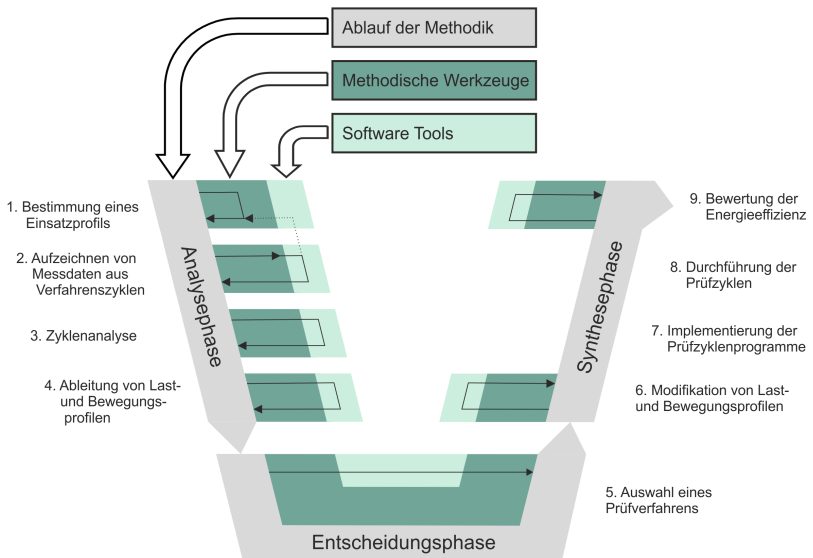 Ablauf der Methodik
Methodische Werkzeuge
Software Tools
1. Bestimmung eines
Einsatzprofils
2. Aufzeichnen von
Messdaten aus
Verfahrenszyklen
3. Zyklenanalyse
4. Ableitung von Last-
und Bewegungs-
profilen
Analysephase
Entscheidungsphase
5. Auswahl eines
Prüfverfahrens
Synthesephase
9. Bewertung der
Energieeffizienz
8. Durchführung der
Prüfzyklen
7. Implementierung der
Prüfzyklenprogramme
6. Modifikation von Last-
und Bewegungsprofilen